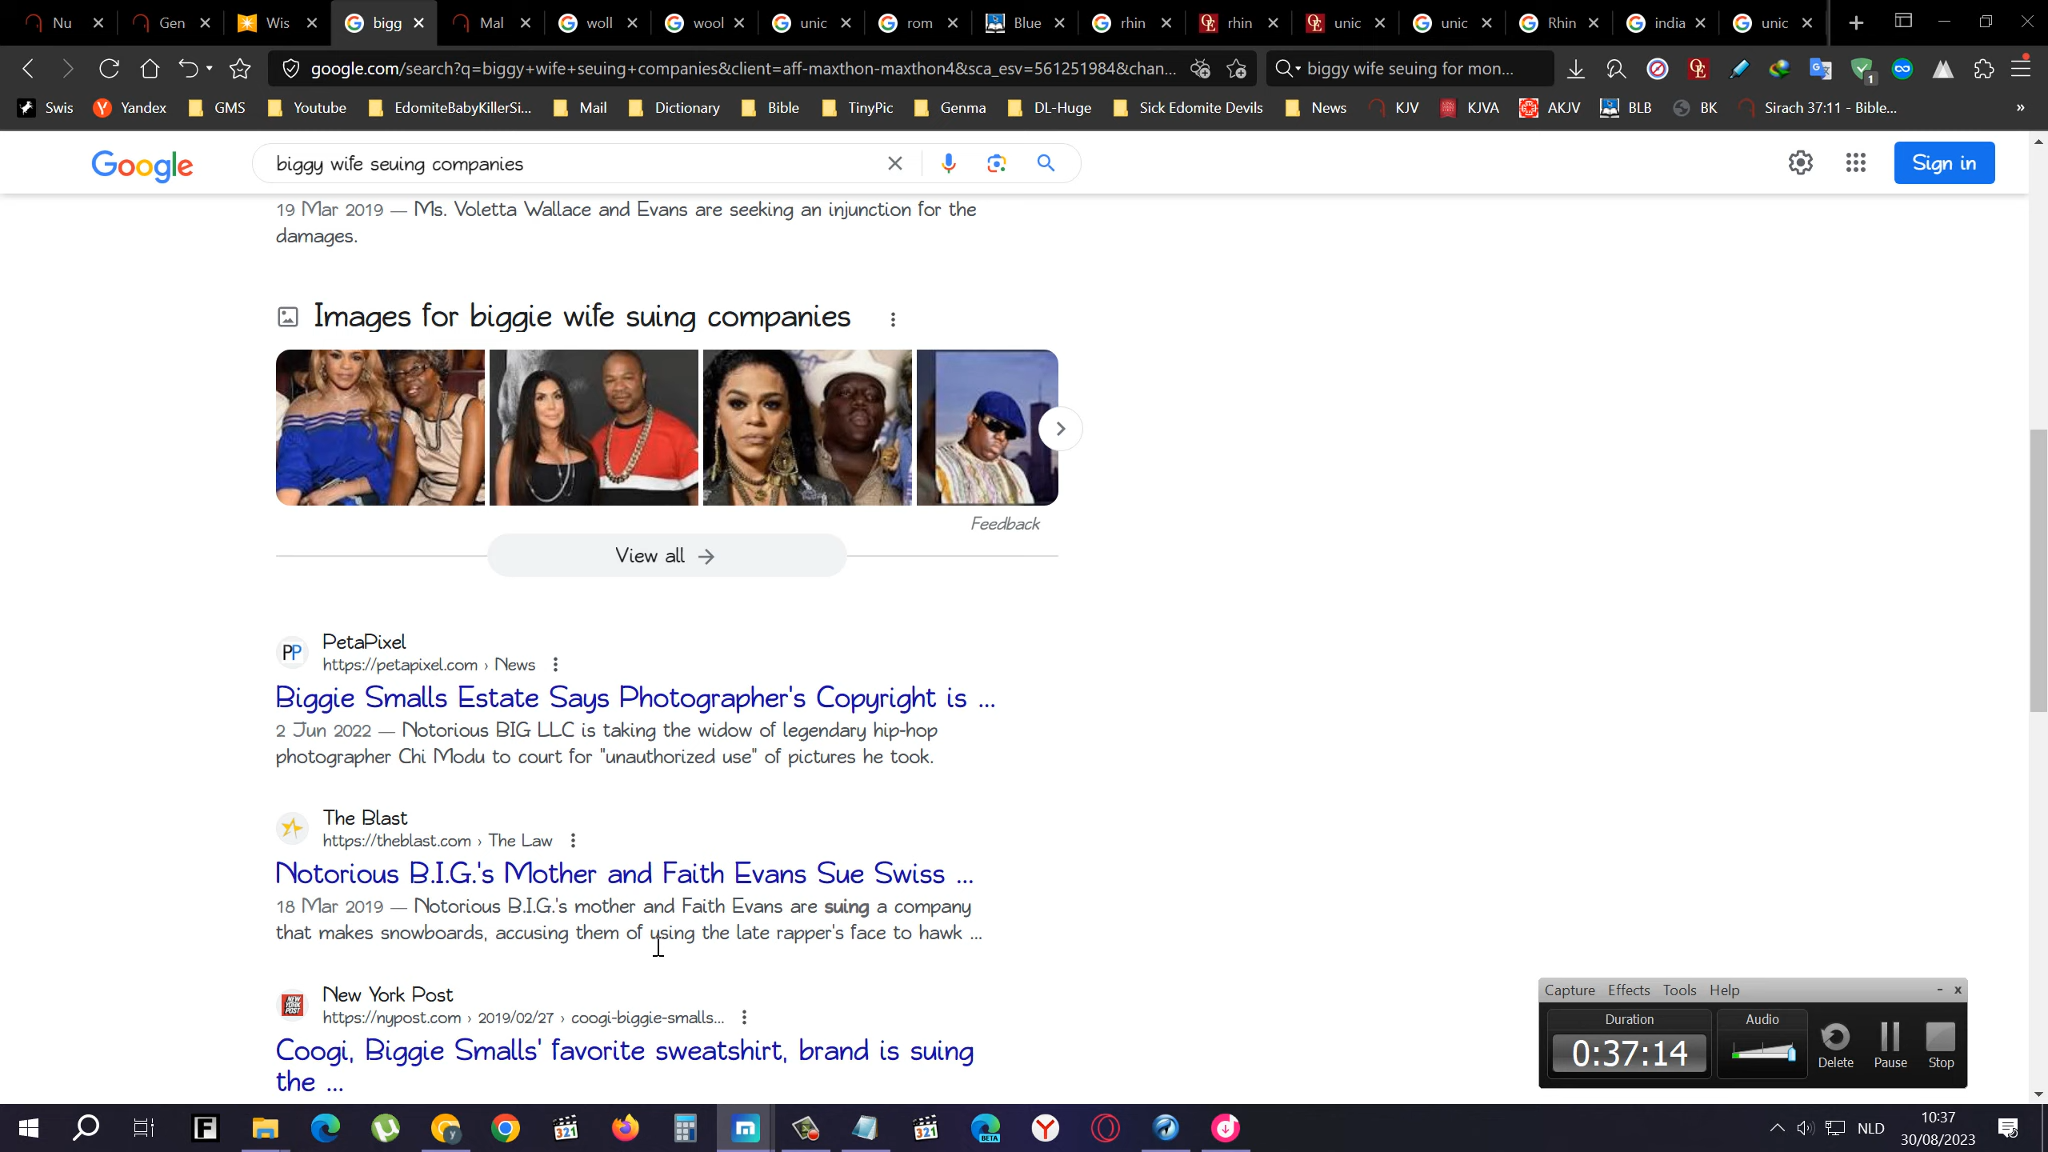 Nu
Gen
Wis
bigg
Mal
woll
wool
unic
rom
Blue
rhin
rhin
unic
unic
Rhin
india
unic
google.com/search?q=biggy+wife+seuing+companies&client=aff-maxthon-maxthon4&sca_esv=561251984&chan...
biggy wife seuing for mon...
1
Swis
Yandex
GMS
Youtube
EdomiteBabyKillerSi...
Mail
Dictionary
Bible
TinyPic
Genma
DL-Huge
Sick Edomite Devils
News
KJV
KJVA
AKJV
BLB
BK
Sirach 37:11 - Bible...
»
Google
biggy wife seuing companies
Sign in
19 Mar 2019 — Ms. Voletta Wallace and Evans are seeking an injunction for the
damages.
Images for biggie wife suing companies
Feedback
View all
PetaPixel
https://petapixel.com › News
Biggie Smalls Estate Says Photographer's Copyright is ...
2 Jun 2022 — Notorious BIG LLC is taking the widow of legendary hip-hop
photographer Chi Modu to court for "unauthorized use" of pictures he took.
The Blast
https://theblast.com › The Law
Notorious B.I.G.'s Mother and Faith Evans Sue Swiss ...
18 Mar 2019 — Notorious B.I.G.'s mother and Faith Evans are suing a company
that makes snowboards, accusing them of using the late rapper's face to hawk ...
New York Post
https://nypost.com › 2019/02/27 › coogi-biggie-smalls...
Coogi, Biggie Smalls' favorite sweatshirt, brand is suing
the ...
Capture Effects Tools Help
Duration
Audio
0:37:14
Delete
Pause
Stop
NLD
10:37
30/08/2023